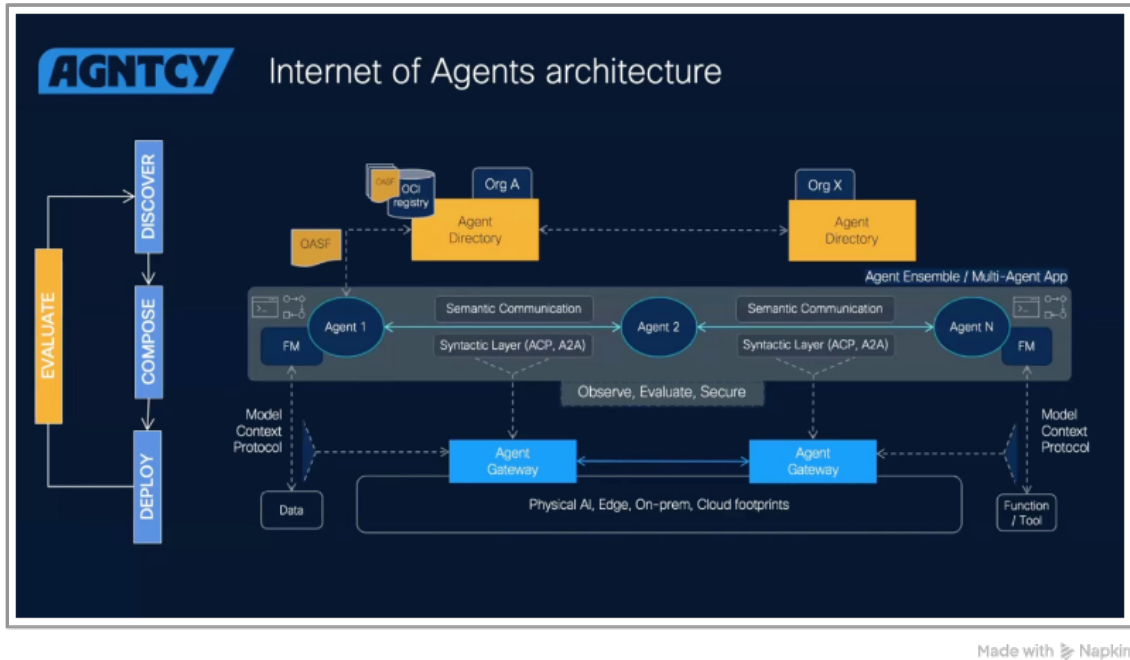 AGNTCY
Internet of Agents architecture
DISCOVER
COMPOSE
DEPLOY
EVALUATE
OASF
OCI
registry
Org A
Agent
Directory
Org X
Agent
Directory
OASF
Agent Ensemble / Multi-Agent App
Agent 1
FM
Semantic Communication
Syntactic Layer (ACP, A2A)
Agent 2
Semantic Communication
Syntactic Layer (ACP, A2A)
Agent N
FM
Observe, Evaluate, Secure
Model
Context
Protocol
Agent
Gateway
Agent
Gateway
Model
Context
Protocol
Data
Physical AI, Edge, On-prem, Cloud footprints
Function
/ Tool
Made with Napkin